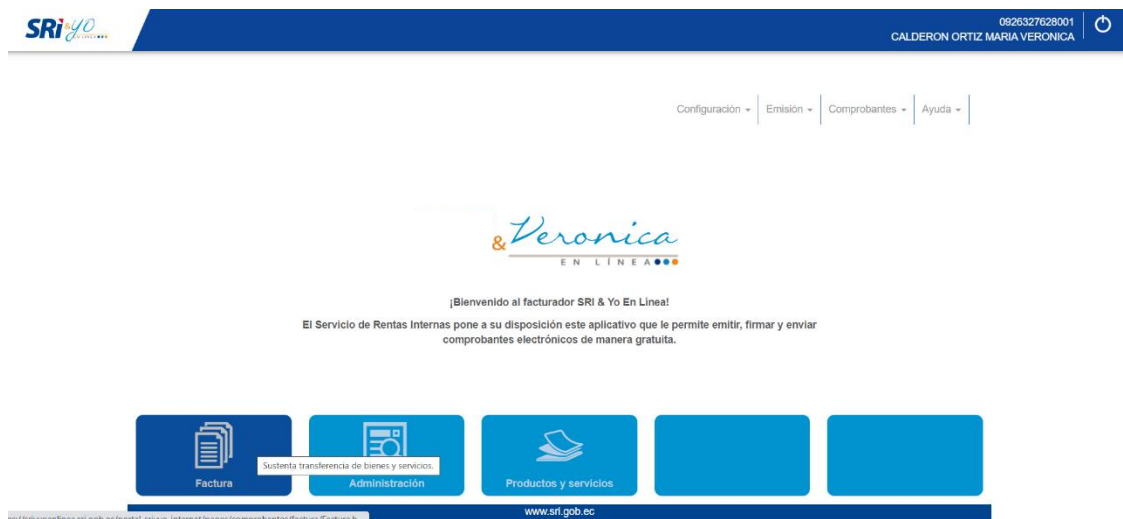 SRI&YO
EN LÍNEA
0926327628001
CALDERON ORTIZ MARIA VERONICA
Configuración
Emisión
Comprobantes
Ayuda
& Veronica
EN LÍNEA
¡Bienvenido al facturador SRI & Yo En Linea!
El Servicio de Rentas Internas pone a su disposición este aplicativo que le permite emitir, firmar y enviar
comprobantes electrónicos de manera gratuita.
Sustenta transferencia de bienes y servicios.
Factura
Administración
Productos y servicios
www.sri.gob.ec